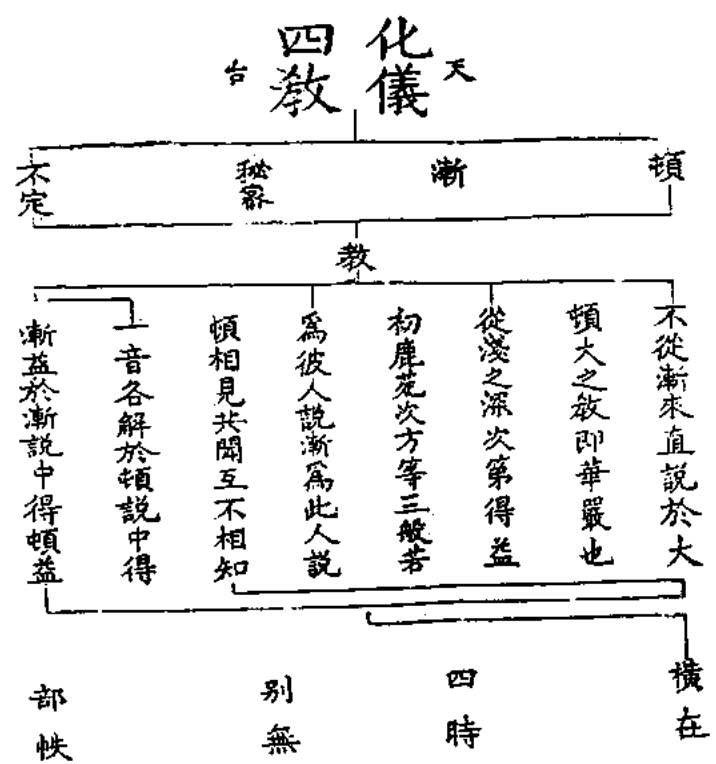 天台
化儀
四教
頓
漸
秘密
不定
教
不從漸來直說於大
頓大之教即華嚴也
從淺之深次第得益
初鹿苑次方等三般若
為彼人說漸為此人說
頓相見共聞互不相知
一音各解於頓說中得
漸益於漸說中得頓益
橫在
四時
別無
部帙